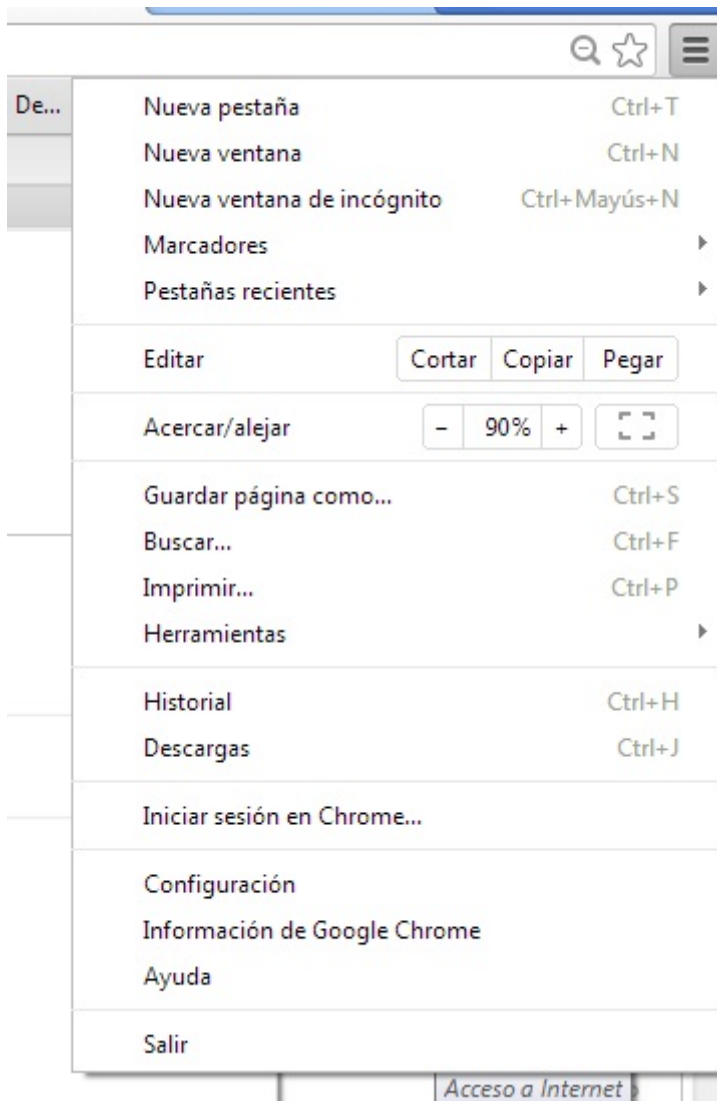 De...
Nueva pestaña Ctrl+T
Nueva ventana Ctrl+N
Nueva ventana de incógnito Ctrl+Mayús+N
Marcadores
Pestañas recientes
Editar Cortar Copiar Pegar
Acercar/alejar - 90% +
Guardar página como... Ctrl+S
Buscar... Ctrl+F
Imprimir... Ctrl+P
Herramientas
Historial Ctrl+H
Descargas Ctrl+J
Iniciar sesión en Chrome...
Configuración
Información de Google Chrome
Ayuda
Salir
Acceso a Internet